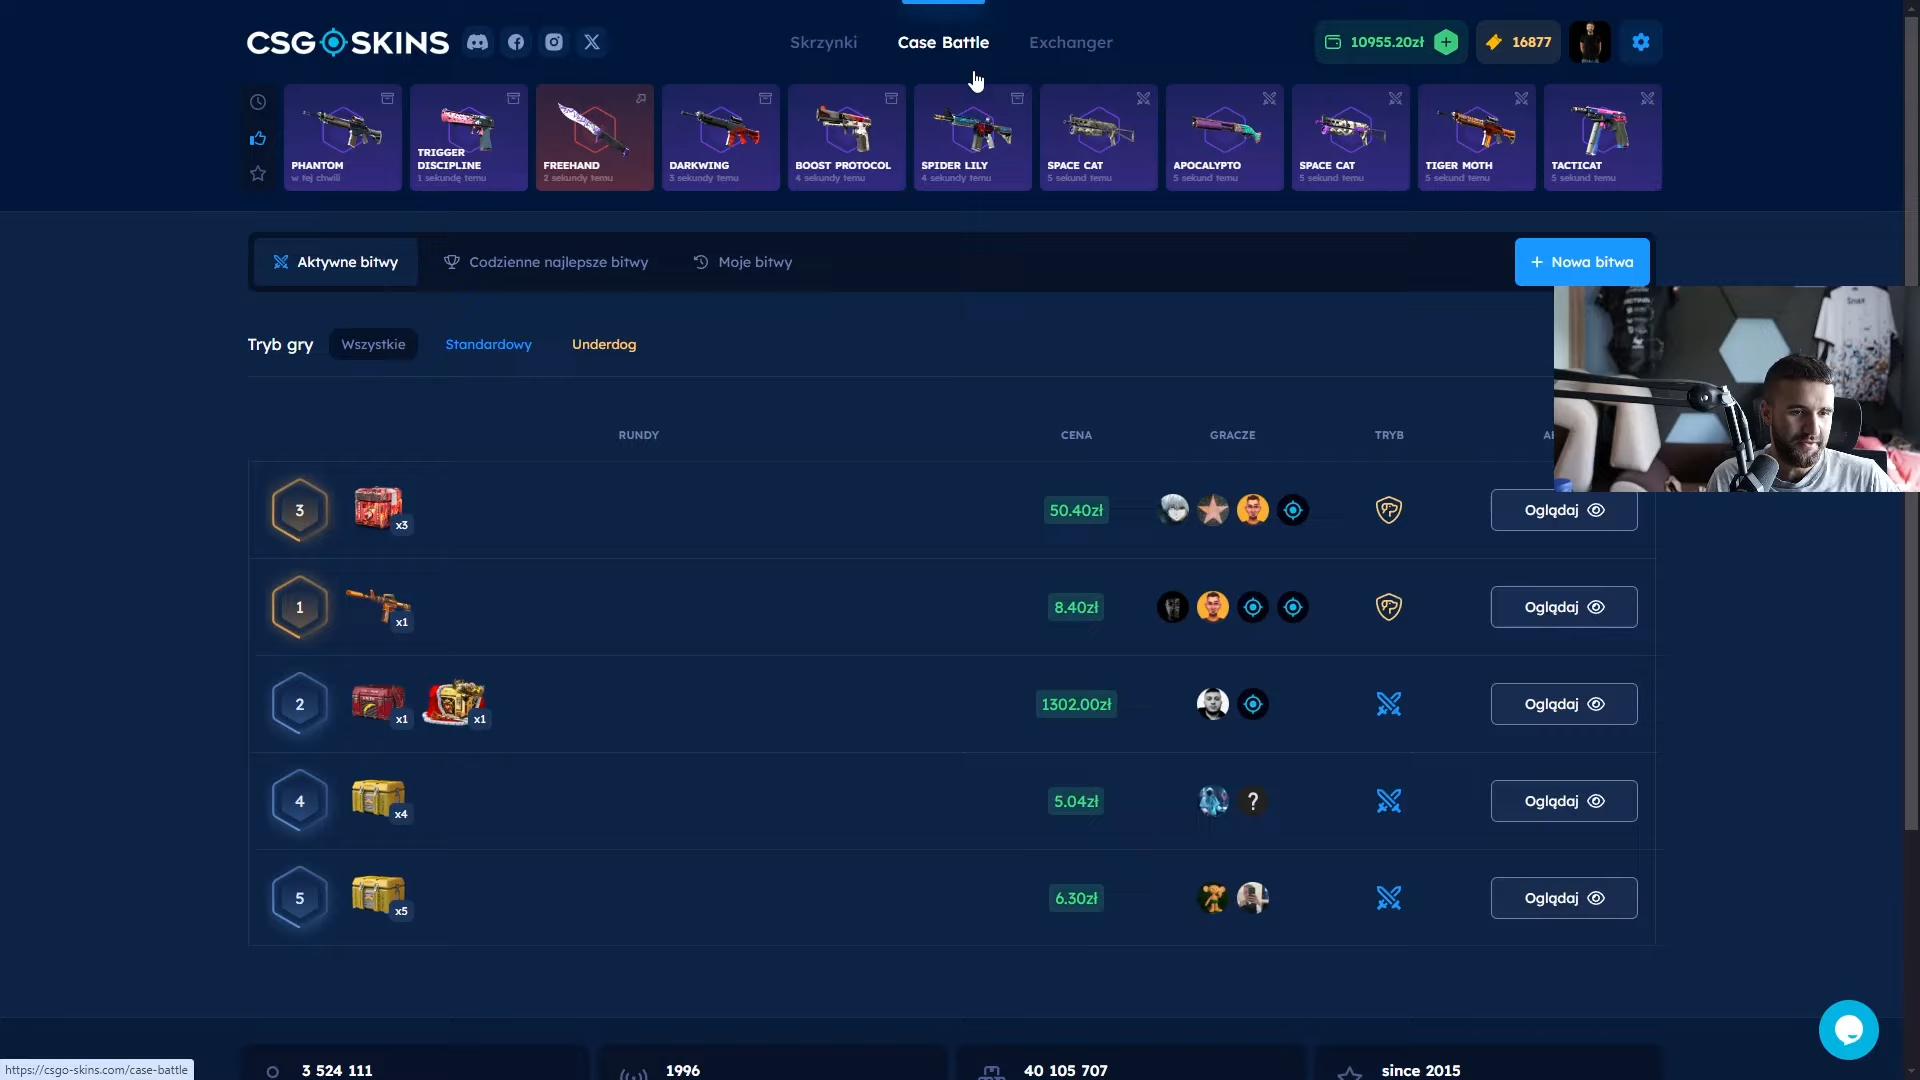 CSG SKINS
Skrzynki
Case Battle
Exchanger
10955.20zł
16877
PHANTOM
w tej chwili
TRIGGER
DISCIPLINE
1 sekundę temu
FREEHAND
2 sekundy temu
DARKWING
3 sekundy temu
BOOST PROTOCOL
4 sekundy temu
SPIDER LILY
4 sekundy temu
SPACE CAT
5 sekund temu
APOCALYPTO
5 sekund temu
SPACE CAT
5 sekund temu
TIGER MOTH
5 sekund temu
TACTICAT
5 sekund temu
Aktywne bitwy
Codzienne najlepsze bitwy
Moje bitwy
+ Nowa bitwa
Tryb gry
Wszystkie
Standardowy
Underdog
RUNDY
CENA
GRACZE
TRYB
3
x3
50.40zł
Oglądaj
1
x1
8.40zł
Oglądaj
2
x1
x1
1302.00zł
Oglądaj
4
x4
5.04zł
?
Oglądaj
5
x5
6.30zł
Oglądaj
3 524 111
1996
40 105 707
since 2015
https://csgo-skins.com/case-battle